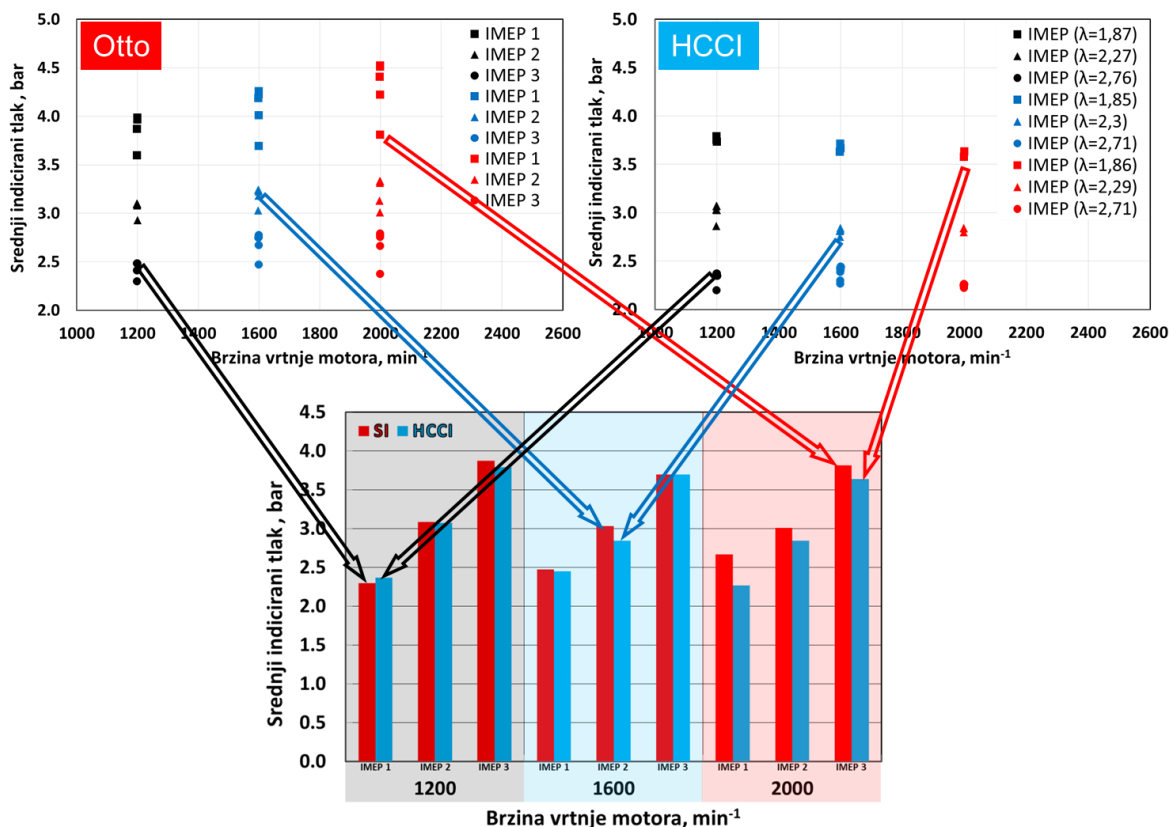 Otto
Srednji indicirani tlak, bar
5.0
4.5
4.0
3.5
3.0
2.5
2.0
IMEP 1
IMEP 2
IMEP 3
IMEP 1
IMEP 2
IMEP 3
IMEP 1
IMEP 2
IMEP 3
1000 1200 1400 1600 1800 2000 2200 2400 2600
Brzina vrtnje motora, min⁻¹
HCCI
Srednji indicirani tlak, bar
5.0
4.5
4.0
3.5
3.0
2.5
2.0
IMEP (λ=1,87)
IMEP (λ=2,27)
IMEP (λ=2,76)
IMEP (λ=1,85)
IMEP (λ=2,3)
IMEP (λ=2,71)
IMEP (λ=1,86)
IMEP (λ=2,29)
IMEP (λ=2,71)
1000 1200 1400 1600 1800 2000 2200 2400 2600
Brzina vrtnje motora, min⁻¹
Srednji indicirani tlak, bar
4.5
4.0
3.5
3.0
2.5
2.0
1.5
1.0
0.5
0.0
SI HCCI
IMEP 1 IMEP 2 IMEP 3 IMEP 1 IMEP 2 IMEP 3 IMEP 1 IMEP 2 IMEP 3
1200 1600 2000
Brzina vrtnje motora, min⁻¹